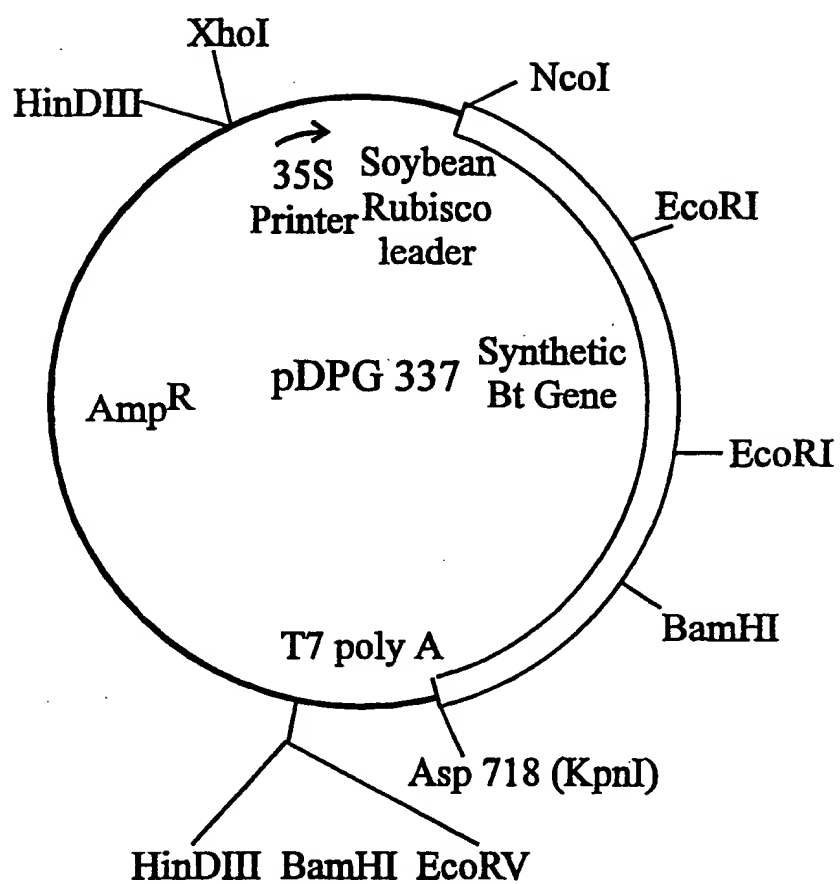 XhoI
HinDIII
NcoI
35S
Printer
Soybean
Rubisco
leader
EcoRI
pDPG 337
Synthetic
Bt Gene
AmpR
EcoRI
BamHI
T7 poly A
Asp 718 (KpnI)
HinDIII BamHI EcoRV